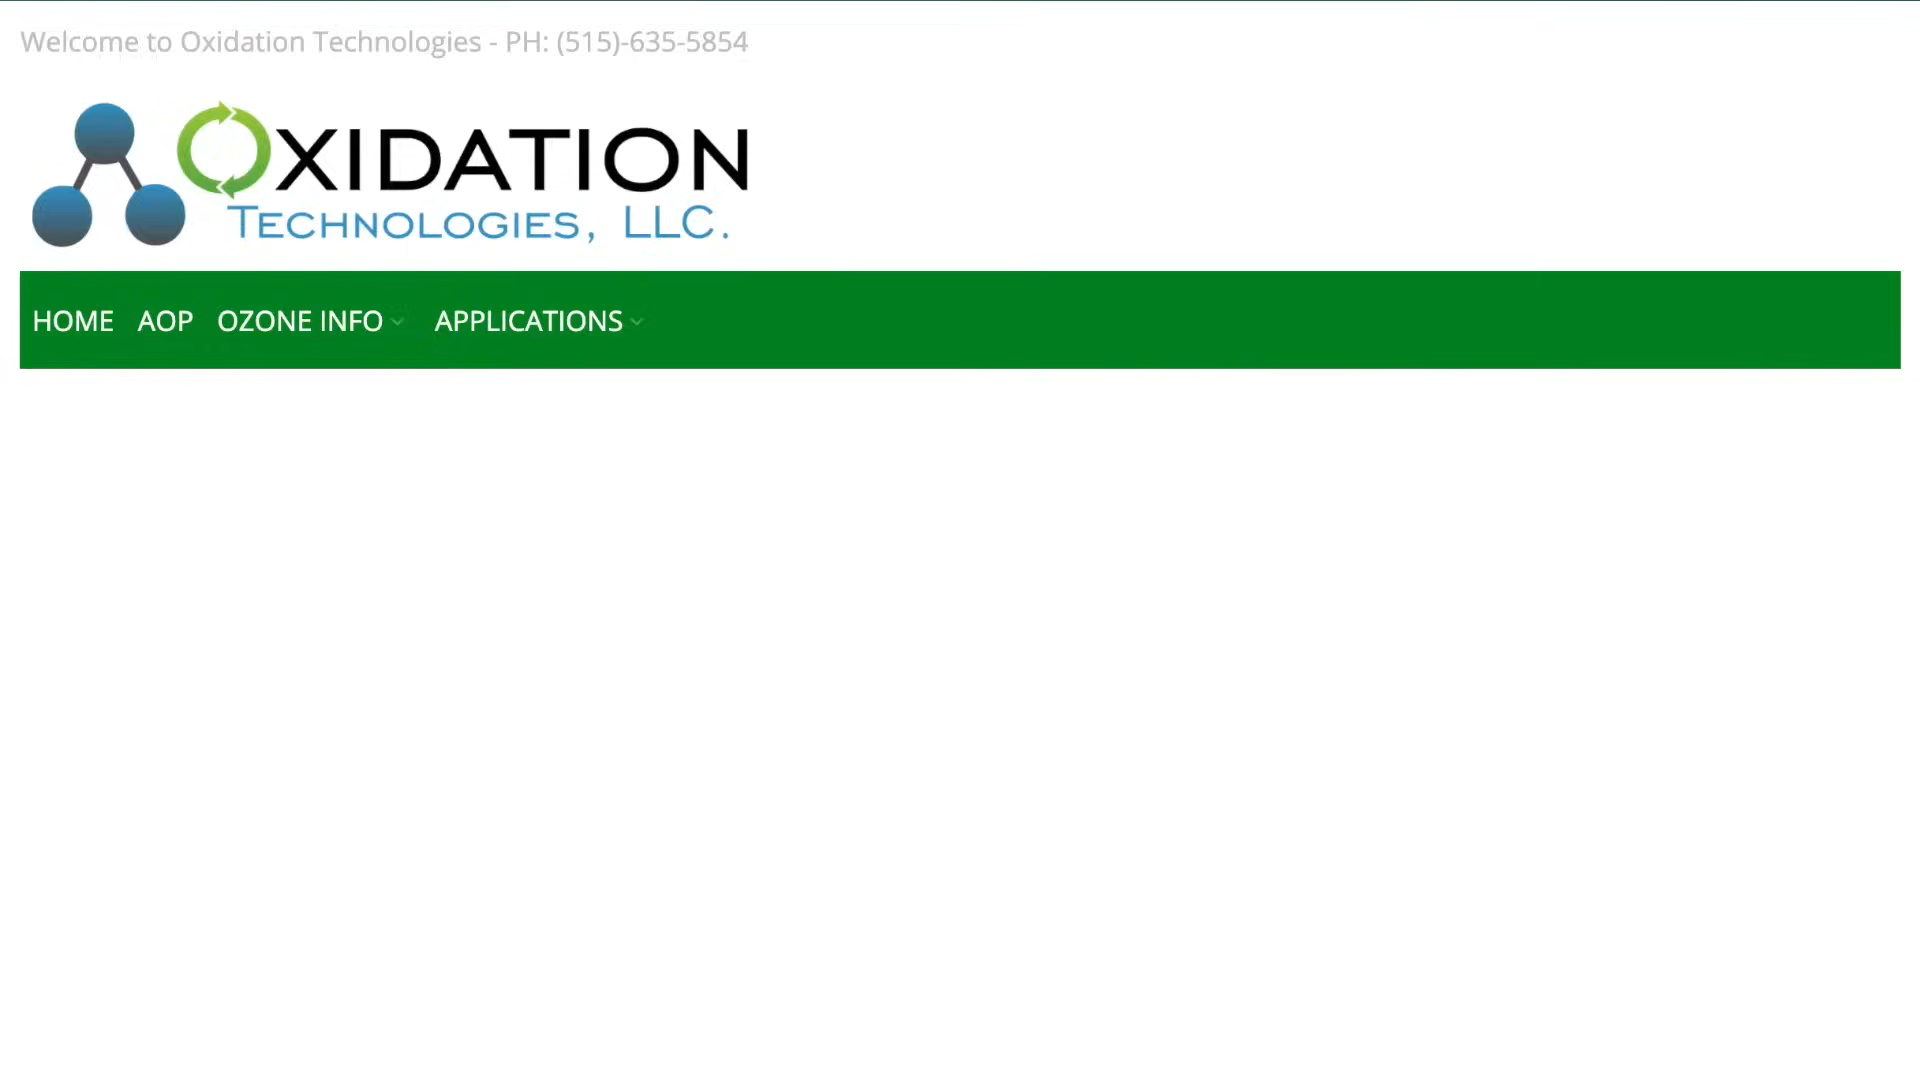 Welcome to Oxidation Technologies - PH: (515)-635-5854
OXIDATION
TECHNOLOGIES, LLC.
HOME AOP OZONE INFO APPLICATIONS